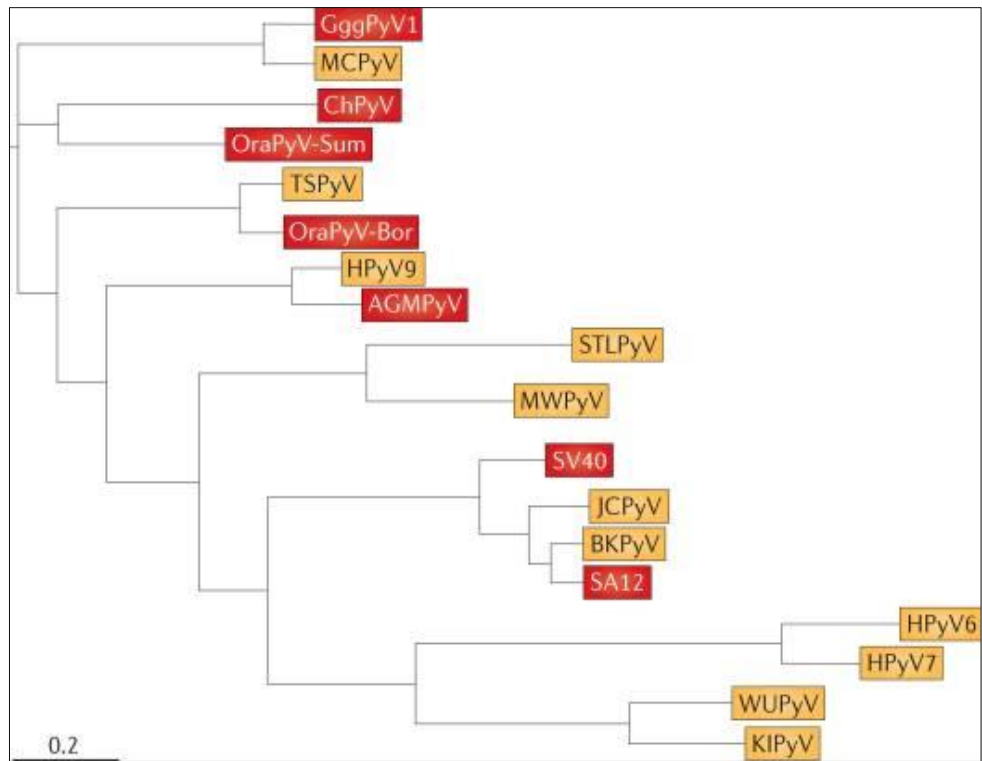 GggPyV1
MCPyV
ChPyV
OraPyV-Sum
TSPyV
OraPyV-Bor
HPyV9
AGMPyV
STLPyV
MWPyV
SV40
JCPyV
BKPyV
SA12
HPyV6
HPyV7
WUPyV
KIPyV
0.2